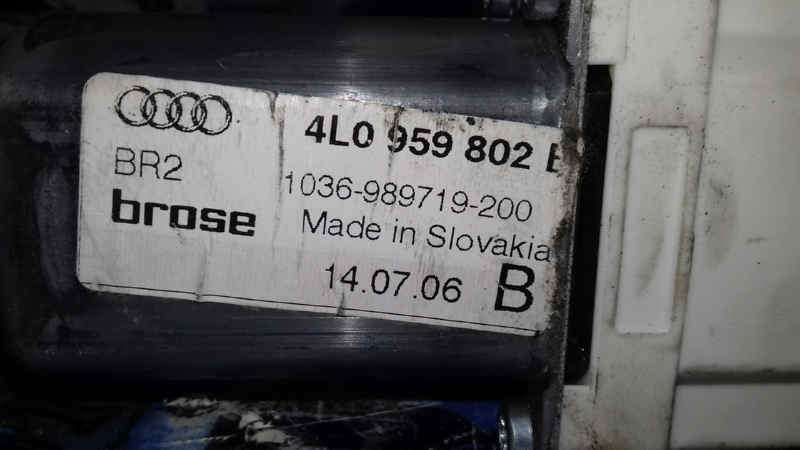 4L0 959 802
BR2
1036-989719-200
brose
Made in Slovakia
14.07.06 B